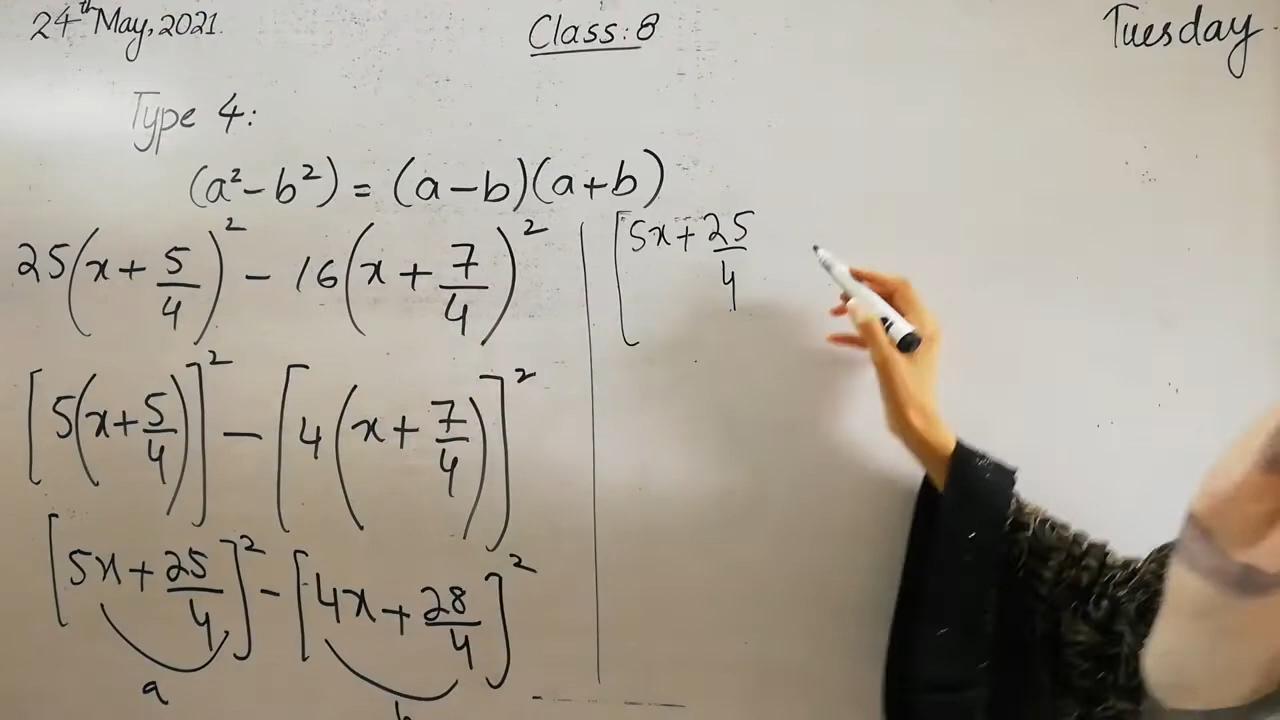 24th May, 2021. Class: 8 Tuesday
Type 4:
(a² - b²) = (a - b)(a + b)
25(x + 5/4)² - 16(x + 7/4)²
[5(x + 5/4)]² - [4(x + 7/4)]²
[5x + 25/4]² - [4x + 28/4]²
a
[5x + 25/4